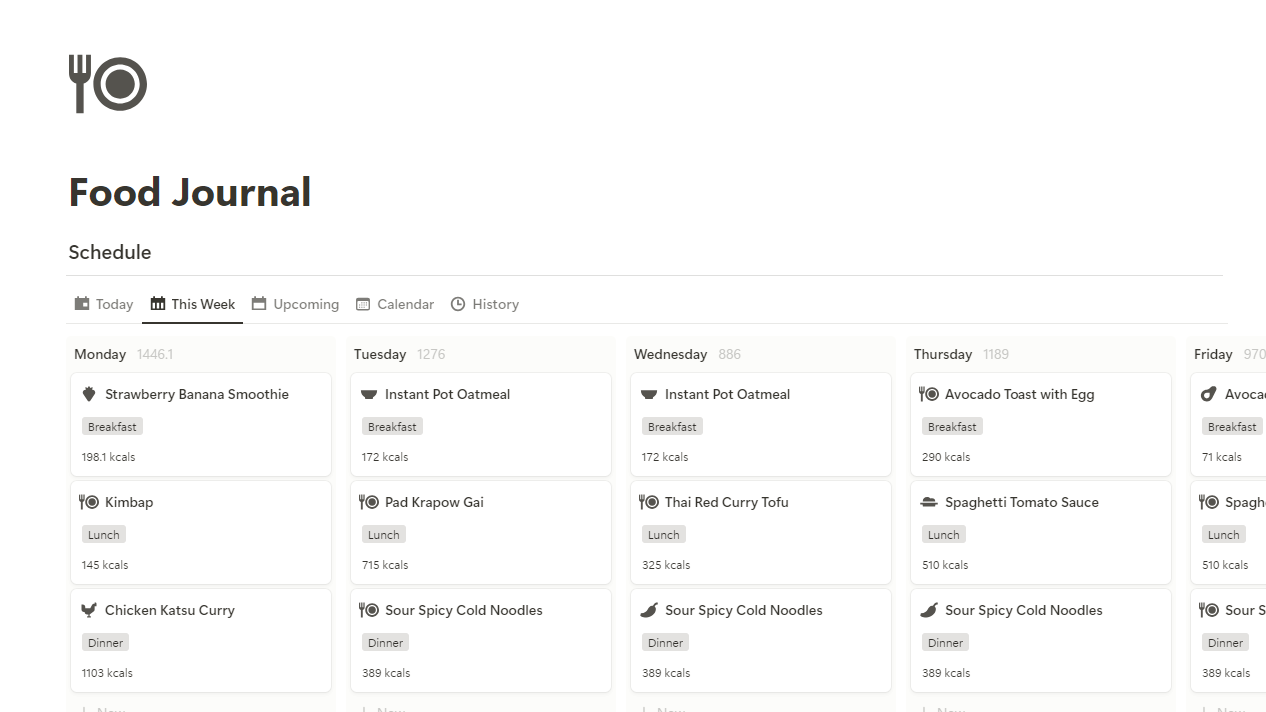 Food Journal
Schedule
Today This Week Upcoming Calendar History
Monday 1446.1
Strawberry Banana Smoothie
Breakfast
198.1 kcals
Kimbap
Lunch
145 kcals
Chicken Katsu Curry
Dinner
1103 kcals
Tuesday 1276
Instant Pot Oatmeal
Breakfast
172 kcals
Pad Krapow Gai
Lunch
715 kcals
Sour Spicy Cold Noodles
Dinner
389 kcals
Wednesday 886
Instant Pot Oatmeal
Breakfast
172 kcals
Thai Red Curry Tofu
Lunch
325 kcals
Sour Spicy Cold Noodles
Dinner
389 kcals
Thursday 1189
Avocado Toast with Egg
Breakfast
290 kcals
Spaghetti Tomato Sauce
Lunch
510 kcals
Sour Spicy Cold Noodles
Dinner
389 kcals
Friday 970
Breakfast
71 kcals
Lunch
510 kcals
Sour
Dinner
389 kcals